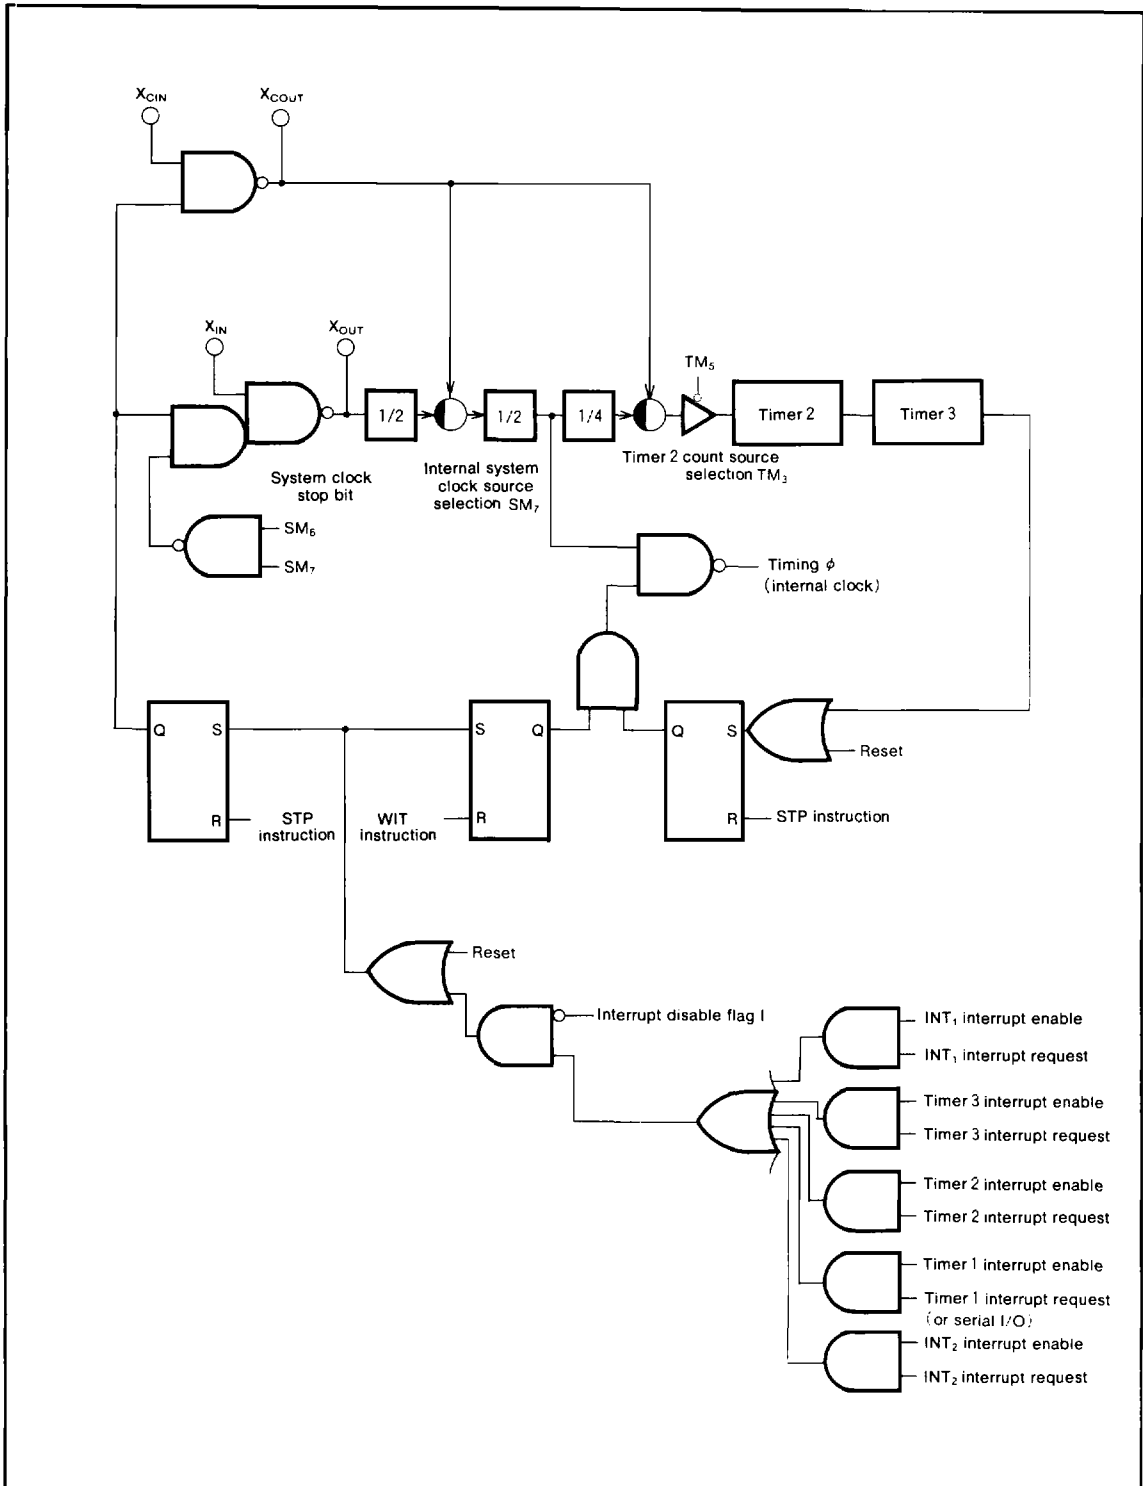 X_CIN
X_COUT
X_IN
X_OUT
TM₅
1/2
1/2
1/4
Timer 2
Timer 3
System clock
stop bit
Internal system
clock source
selection SM₇
Timer 2 count source
selection TM₃
SM₆
SM₇
Timing ϕ
(internal clock)
Q
S
S
Q
Q
S
Reset
R
STP
instruction
WIT
instruction
R
R
STP instruction
Reset
Interrupt disable flag I
INT₁ interrupt enable
INT₁ interrupt request
Timer 3 interrupt enable
Timer 3 interrupt request
Timer 2 interrupt enable
Timer 2 interrupt request
Timer 1 interrupt enable
Timer 1 interrupt request
(or serial I/O)
INT₂ interrupt enable
INT₂ interrupt request